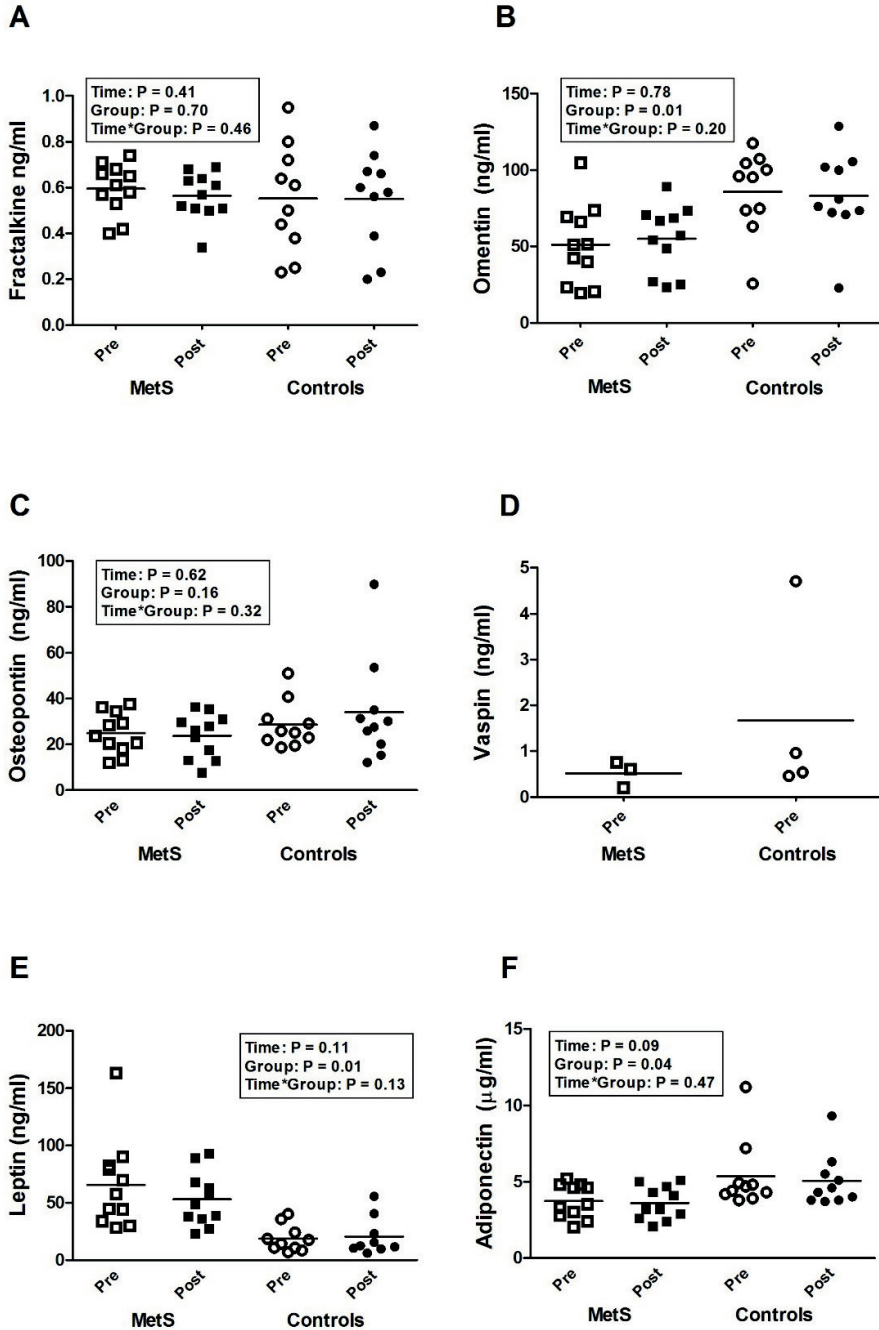 A
Time: P = 0.41
Group: P = 0.70
Time*Group: P = 0.46
Fractalkine ng/ml
1.0
0.8
0.6
0.4
0.2
0.0
Pre
Post
Pre
Post
MetS
Controls
B
Time: P = 0.78
Group: P = 0.01
Time*Group: P = 0.20
Omentin (ng/ml)
150
100
50
0
Pre
Post
Pre
Post
MetS
Controls
C
Time: P = 0.62
Group: P = 0.16
Time*Group: P = 0.32
Osteopontin (ng/ml)
100
80
60
40
20
0
Pre
Post
Pre
Post
MetS
Controls
D
Vaspin (ng/ml)
5
4
3
2
1
0
Pre
Pre
MetS
Controls
E
Time: P = 0.11
Group: P = 0.01
Time*Group: P = 0.13
Leptin (ng/ml)
200
150
100
50
0
Pre
Post
Pre
Post
MetS
Controls
F
Time: P = 0.09
Group: P = 0.04
Time*Group: P = 0.47
Adiponectin (μg/ml)
15
10
5
0
Pre
Post
Pre
Post
MetS
Controls